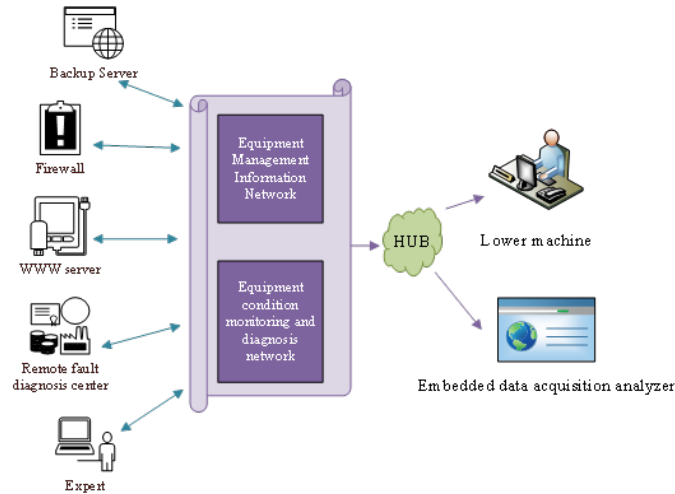 Backup Server
Firewall
WWW server
Remote fault
diagnosis center
Expert
Equipment
Management
Information
Network
Equipment
condition
monitoring and
diagnosis
network
HUB
Lower machine
Embedded data acquisition analyzer